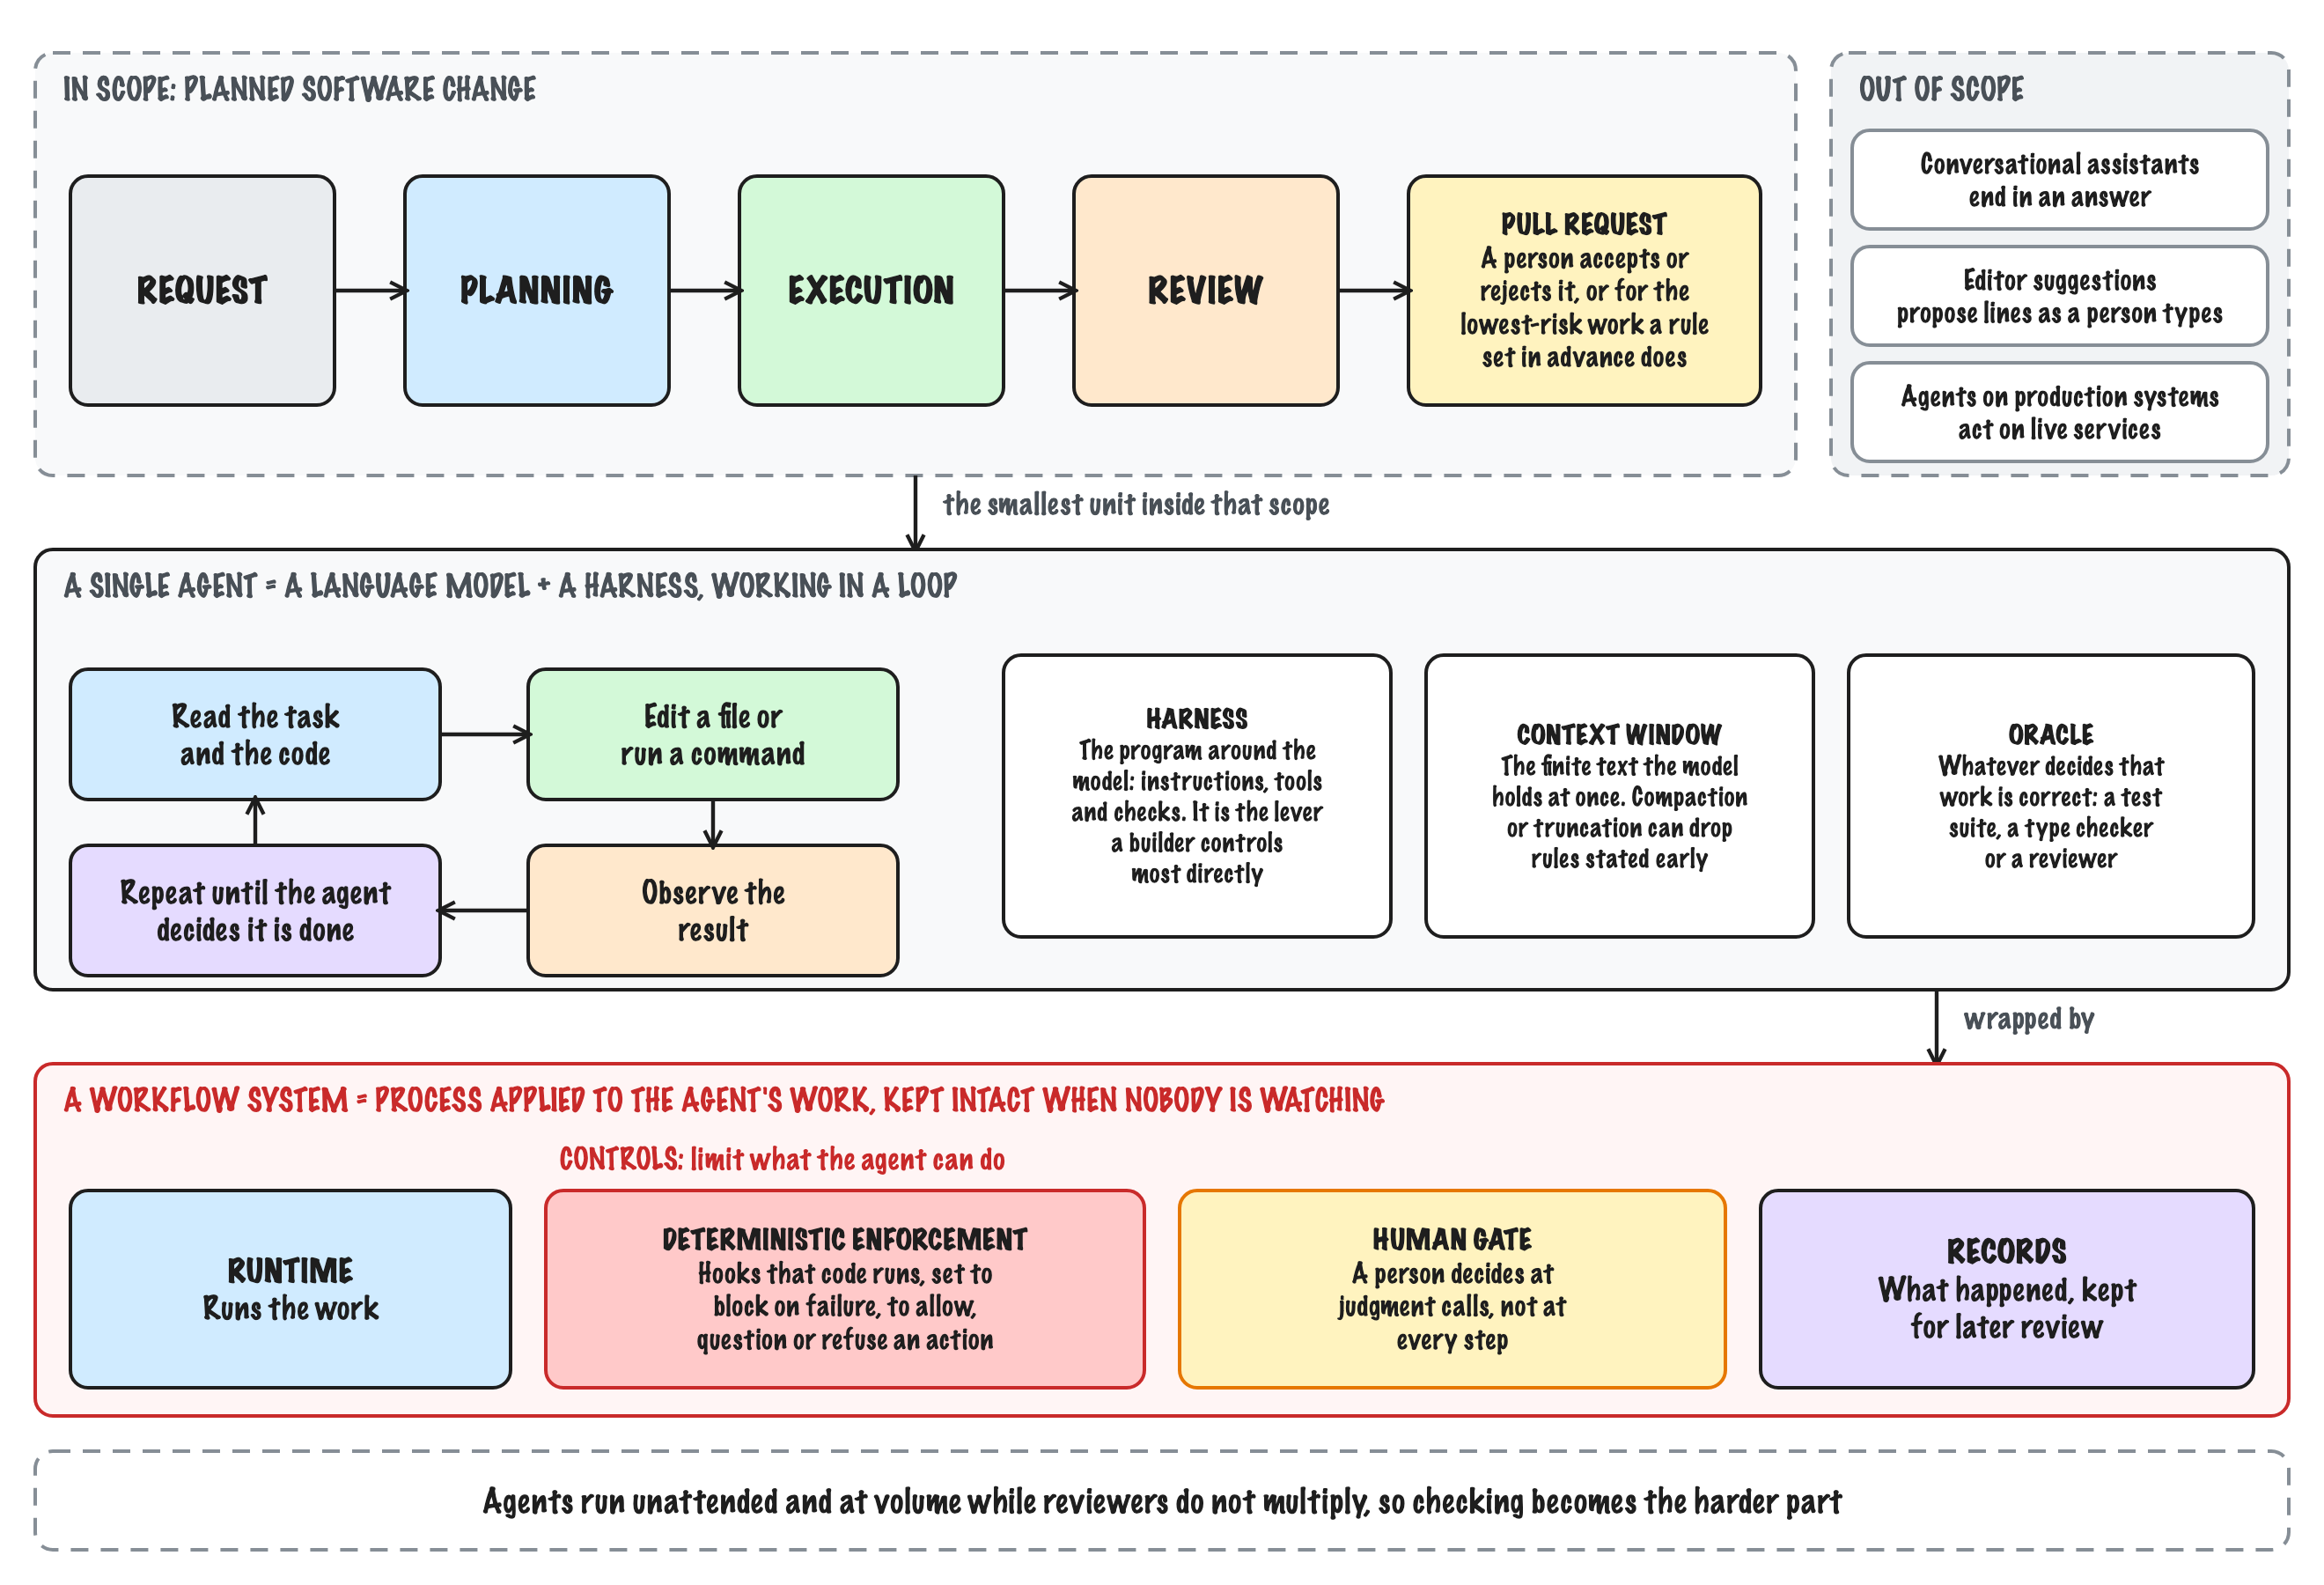 IN SCOPE: PLANNED SOFTWARE CHANGE
REQUEST
PLANNING
EXECUTION
REVIEW
PULL REQUEST
A person accepts or
rejects it, or for the
lowest-risk work a rule
set in advance does
OUT OF SCOPE
Conversational assistants
end in an answer
Editor suggestions
propose lines as a person types
Agents on production systems
act on live services
the smallest unit inside that scope
A SINGLE AGENT = A LANGUAGE MODEL + A HARNESS, WORKING IN A LOOP
Read the task
and the code
Edit a file or
run a command
Repeat until the agent
decides it is done
Observe the
result
HARNESS
The program around the
model: instructions, tools
and checks. It is the lever
a builder controls
most directly
CONTEXT WINDOW
The finite text the model
holds at once. Compaction
or truncation can drop
rules stated early
ORACLE
Whatever decides that
work is correct: a test
suite, a type checker
or a reviewer
wrapped by
A WORKFLOW SYSTEM = PROCESS APPLIED TO THE AGENT'S WORK, KEPT INTACT WHEN NOBODY IS WATCHING
CONTROLS: limit what the agent can do
RUNTIME
Runs the work
DETERMINISTIC ENFORCEMENT
Hooks that code runs, set to
block on failure, to allow,
question or refuse an action
HUMAN GATE
A person decides at
judgment calls, not at
every step
RECORDS
What happened, kept
for later review
Agents run unattended and at volume while reviewers do not multiply, so checking becomes the harder part